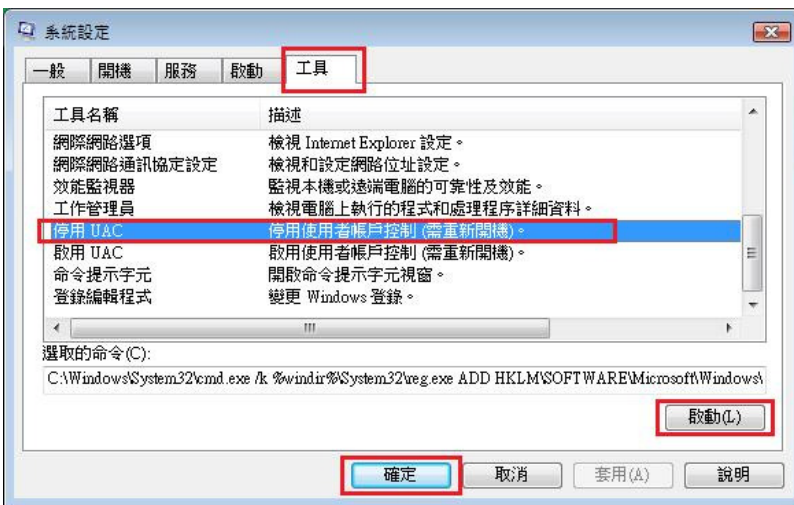 系統設定
一般 開機 服務 啟動 工具
工具名稱 描述
網際網路選項 檢視 Internet Explorer 設定。
網際網路通訊協定設定 檢視和設定網路位址設定。
效能監視器 監視本機或遠端電腦的可靠性及效能。
工作管理員 檢視電腦上執行的程式和處理程序詳細資料。
停用 UAC 停用使用者帳戶控制 (需重新開機)。
啟用 UAC 啟用使用者帳戶控制 (需重新開機)。
命令提示字元 開啟命令提示字元視窗。
登錄編輯程式 變更 Windows 登錄。
選取的命令(C):
C:\Windows\System32\cmd.exe /k %windir%\System32\reg.exe ADD HKLM\SOFTWARE\Microsoft\Windows\
啟動(L)
確定 取消 套用(A) 說明